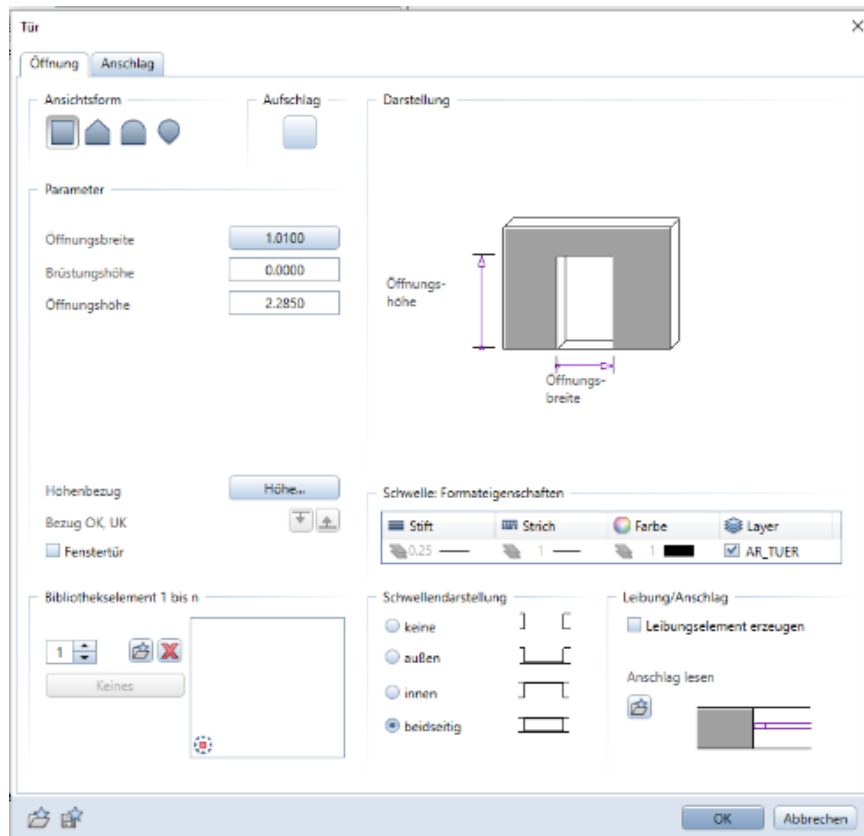 Tür
Öffnung Anschlag
Ansichtsform
Aufschlag
Darstellung
Parameter
Öffnungsbreite 1.0100
Brüstungshöhe 0.0000
Öffnungshöhe 2.2850
Öffnungs-
höhe
Öffnungs-
breite
Höhenbezug Höhe...
Bezug OK, UK
Fenstertür
Schwelle: Formateigenschaften
Stift Strich Farbe Layer
0.25 1 1 AR_TUER
Bibliothekselement 1 bis n
1
Keines
Schwellendarstellung
keine
außen
innen
beidseitig
Leibung/Anschlag
Leibungselement erzeugen
Anschlag lesen
OK Abbrechen